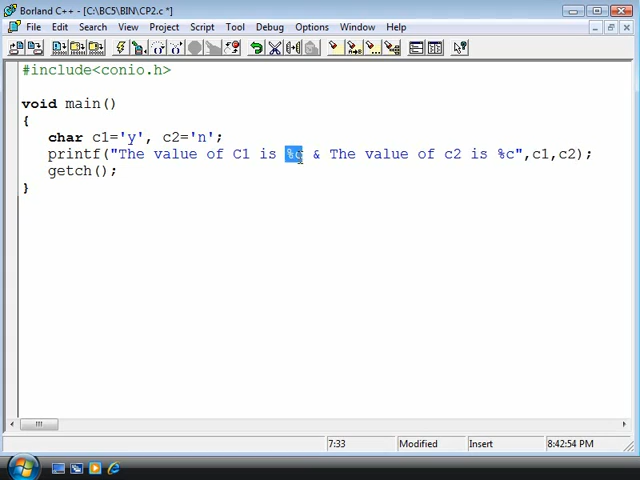 Borland C++ - [C:\BC5\BIN\CP2.c *]
File Edit Search View Project Script Tool Debug Options Window Help
#include<conio.h>
void main()
{
char c1='y', c2='n';
printf("The value of C1 is %c & The value of c2 is %c",c1,c2);
getch();
}
7:33 Modified Insert 8:42:54 PM